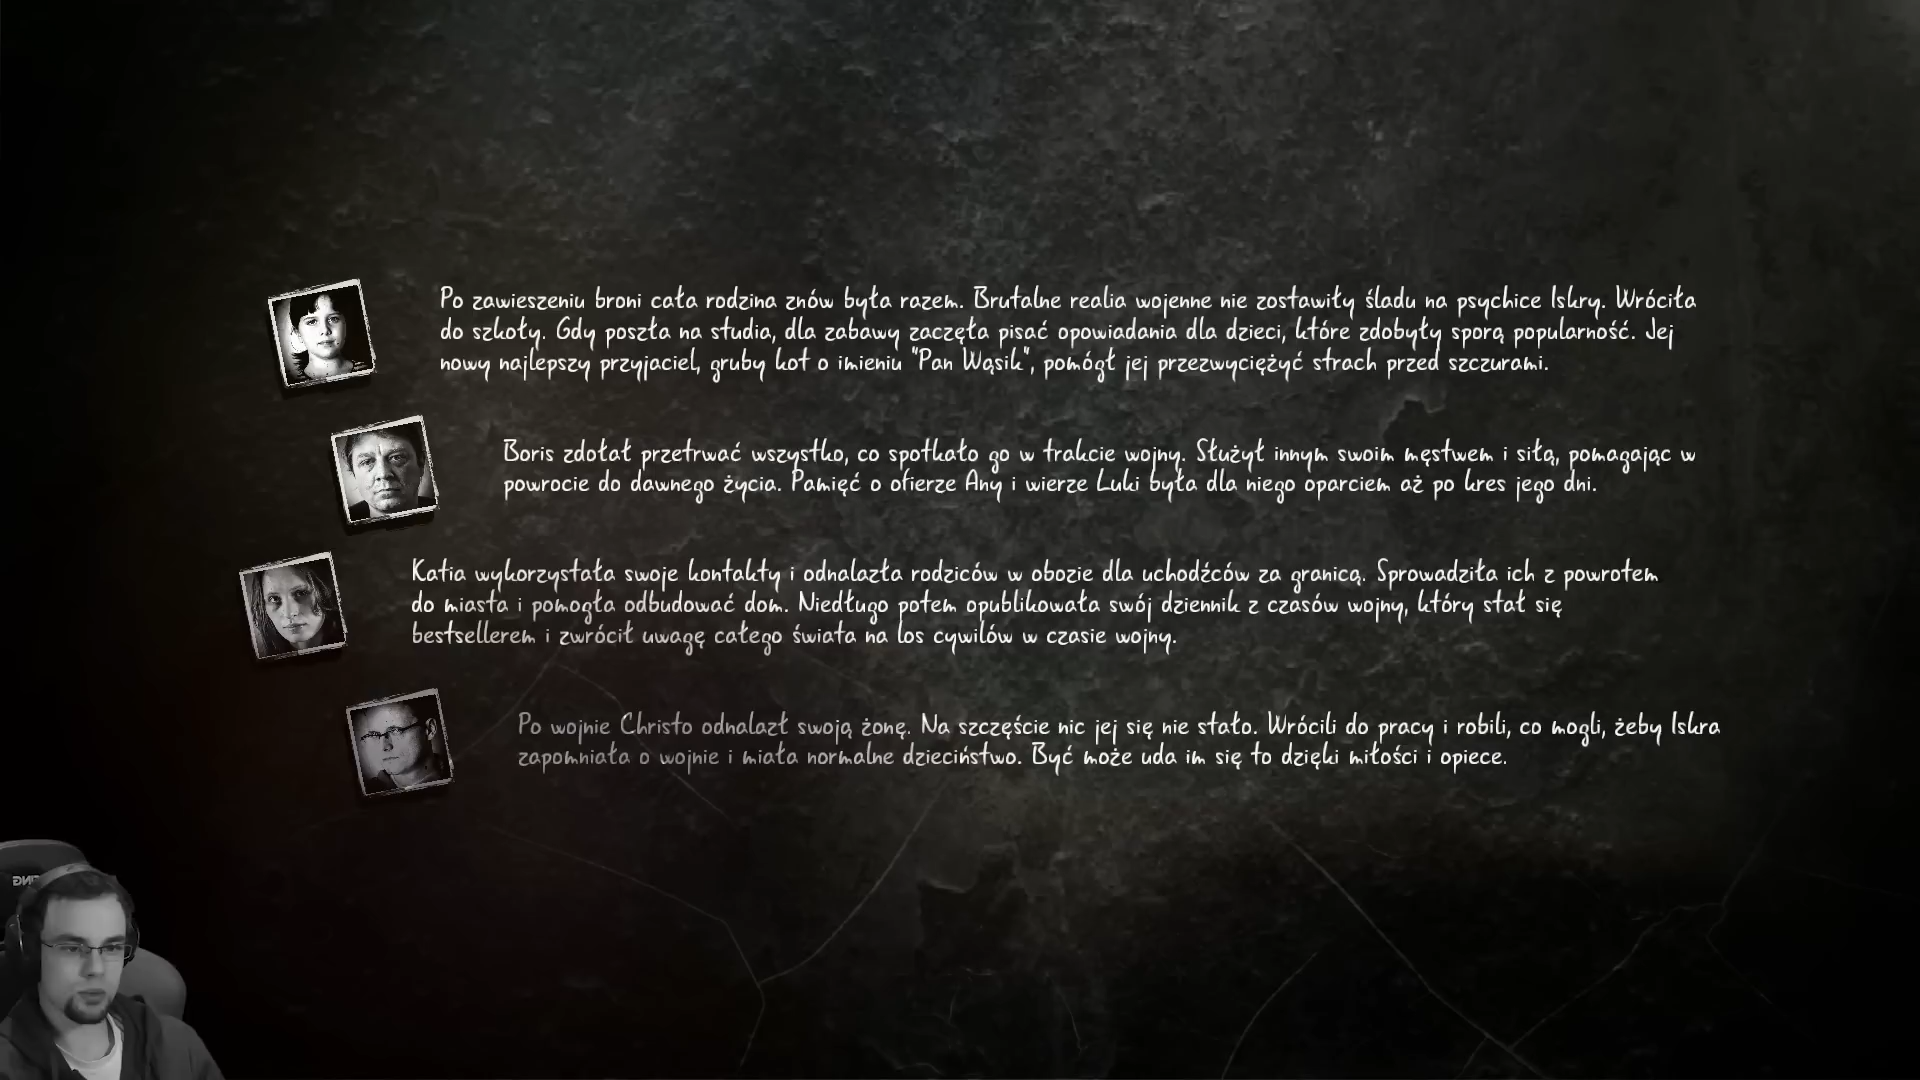 Po zawieszeniu broni cała rodzina znów była razem. Brutalne realia wojenne nie zostawiły śladu na psychice Iskry. Wróciła
do szkoły. Gdy poszła na studia, dla zabawy zaczęła pisać opowiadania dla dzieci, które zdobyły sporą popularność. Jej
nowy najlepszy przyjaciel, gruby kot o imieniu "Pan Wąsik", pomógł jej przezwyciężyć strach przed szczurami.
Boris zdołał przetrwać wszystko, co spotkało go w trakcie wojny. Służył innym swoim męstwem i siłą, pomagając w
powrocie do dawnego życia. Pamięć o ofierze Any i wierze Luki była dla niego oparciem aż po kres jego dni.
Katia wykorzystała swoje kontakty i odnalazła rodziców w obozie dla uchodźców za granicą. Sprowadziła ich z powrotem
do miasta i pomogła odbudować dom. Niedługo potem opublikowała swój dziennik z czasów wojny, który stał się
bestsellerem i zwrócił uwagę całego świata na los cywilów w czasie wojny.
Po wojnie Christo odnalazł swoją żonę. Na szczęście nic jej się nie stało. Wrócili do pracy i robili, co mogli, żeby Iskra
zapomniała o wojnie i miała normalne dzieciństwo. Być może uda im się to dzięki miłości i opiece.